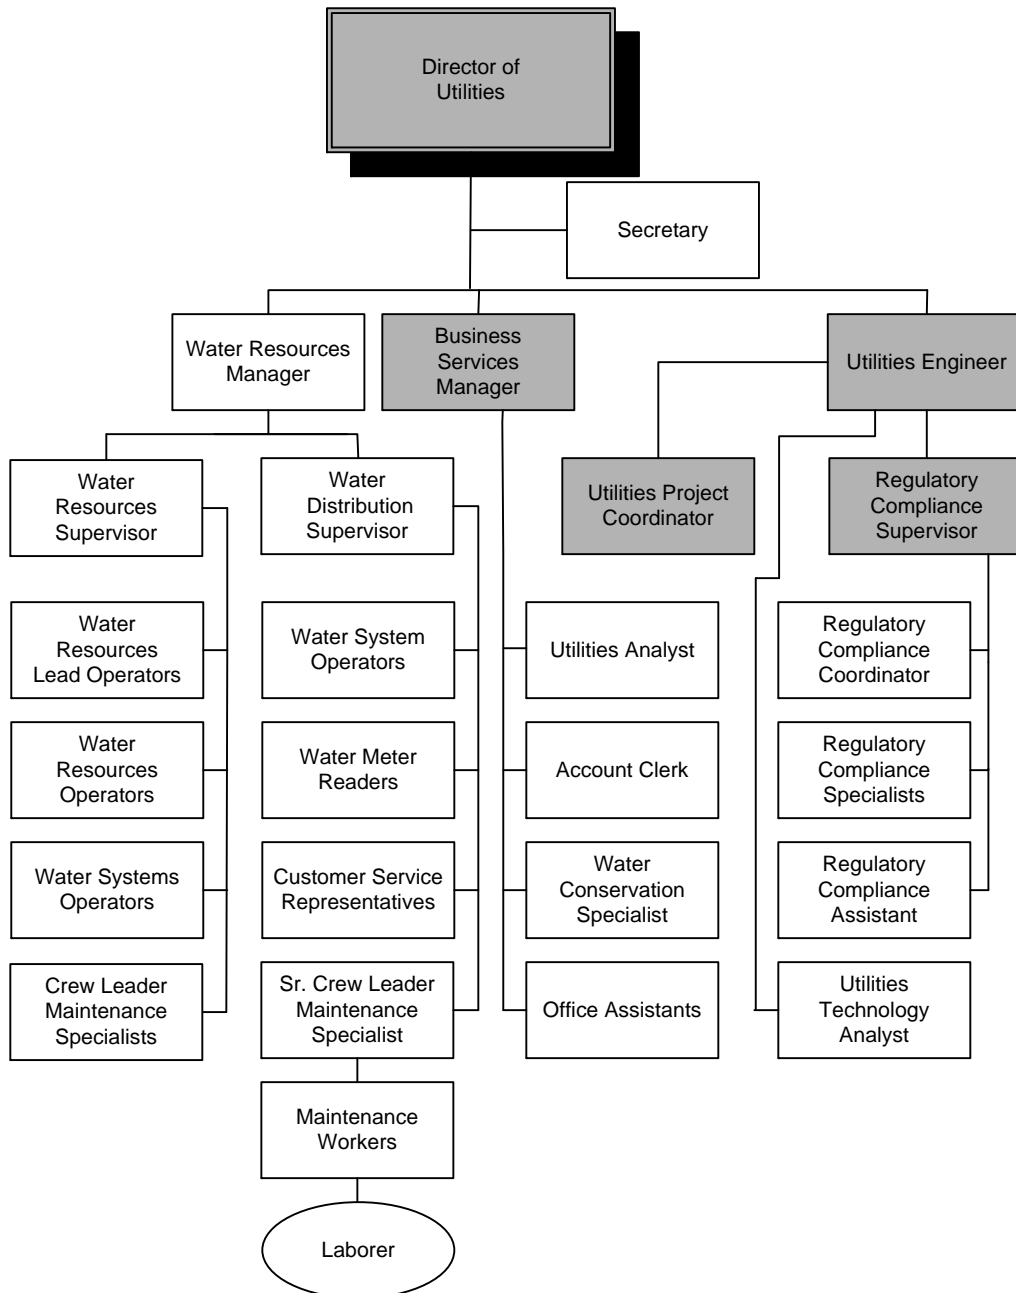 Director of
Utilities
Secretary
Water Resources
Manager
Business
Services
Manager
Utilities Engineer
Water
Resources
Supervisor
Water
Distribution
Supervisor
Utilities Project
Coordinator
Regulatory
Compliance
Supervisor
Water
Resources
Lead Operators
Water System
Operators
Utilities Analyst
Regulatory
Compliance
Coordinator
Water
Resources
Operators
Water Meter
Readers
Account Clerk
Regulatory
Compliance
Specialists
Water Systems
Operators
Customer Service
Representatives
Water
Conservation
Specialist
Regulatory
Compliance
Assistant
Crew Leader
Maintenance
Specialists
Sr. Crew Leader
Maintenance
Specialist
Office Assistants
Utilities
Technology
Analyst
Maintenance
Workers
Laborer